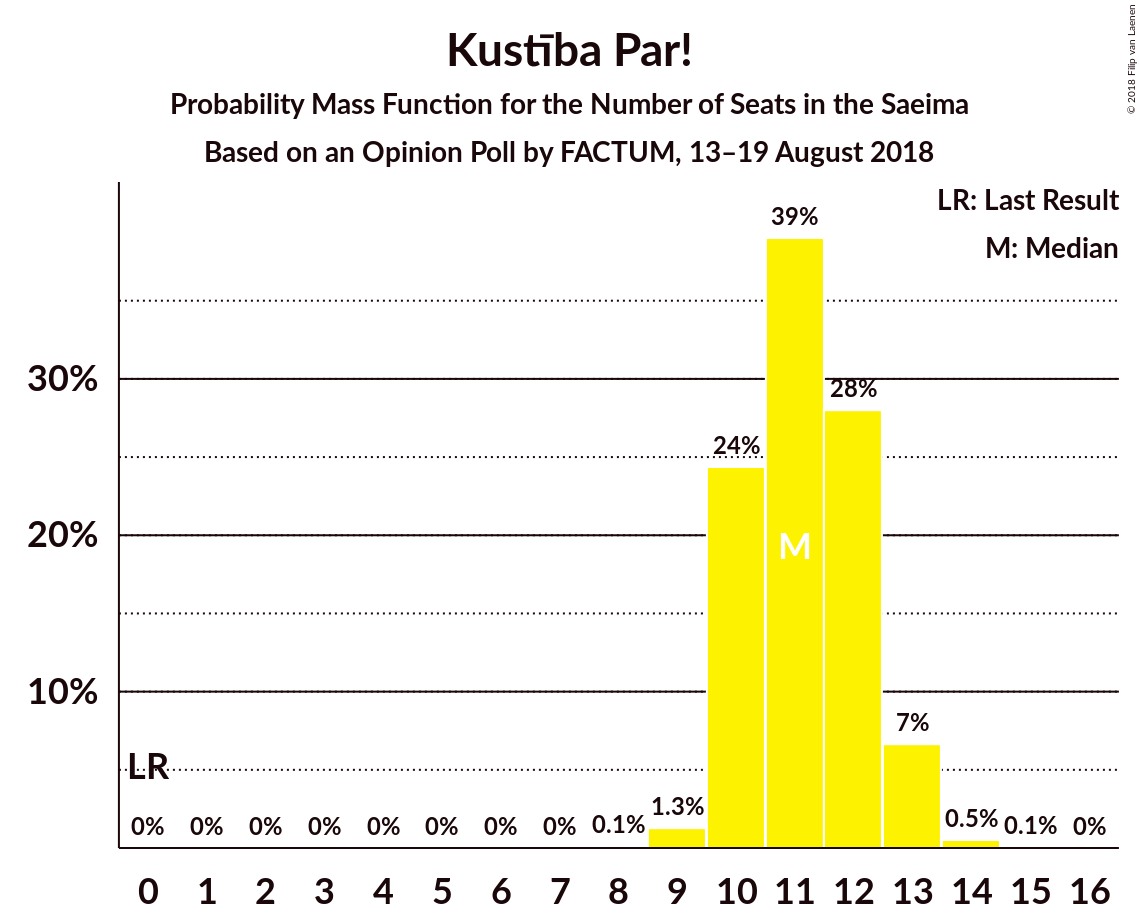 Kustība Par!
Probability Mass Function for the Number of Seats in the Saeima
Based on an Opinion Poll by FACTUM, 13–19 August 2018
© 2018 Filip van Laenen
LR: Last Result
M: Median
39%
30%
28%
24%
20%
M
10%
7%
LR
0% 0% 0% 0% 0% 0% 0% 0% 0.1% 1.3% 0.5% 0.1% 0%
0 1 2 3 4 5 6 7 8 9 10 11 12 13 14 15 16